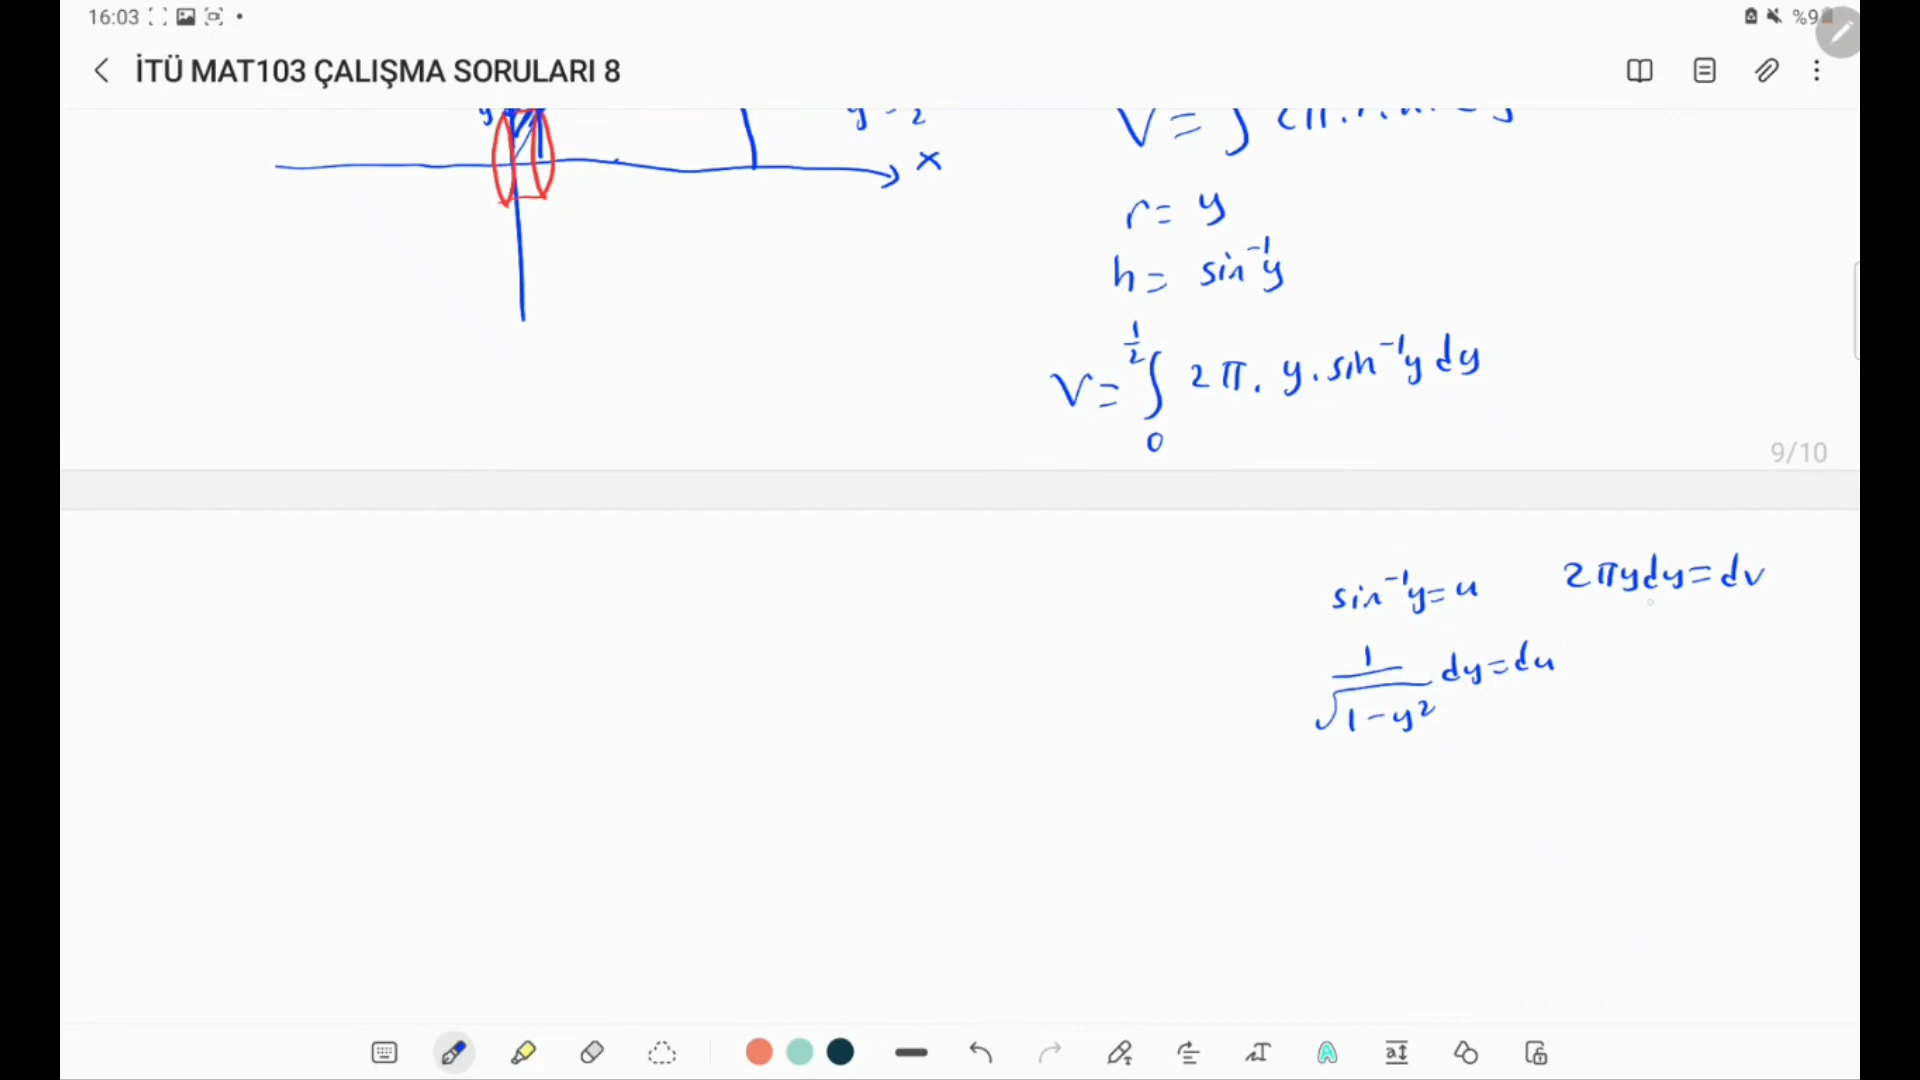 16:03
%9
İTÜ MAT103 ÇALIŞMA SORULARI 8
y
x
r = y
h = sin⁻¹y
V = ∫₀^(1/2) 2π. y. sin⁻¹y dy
9/10
sin⁻¹y = u 2πydy = dv
1/√(1-y²) dy = du